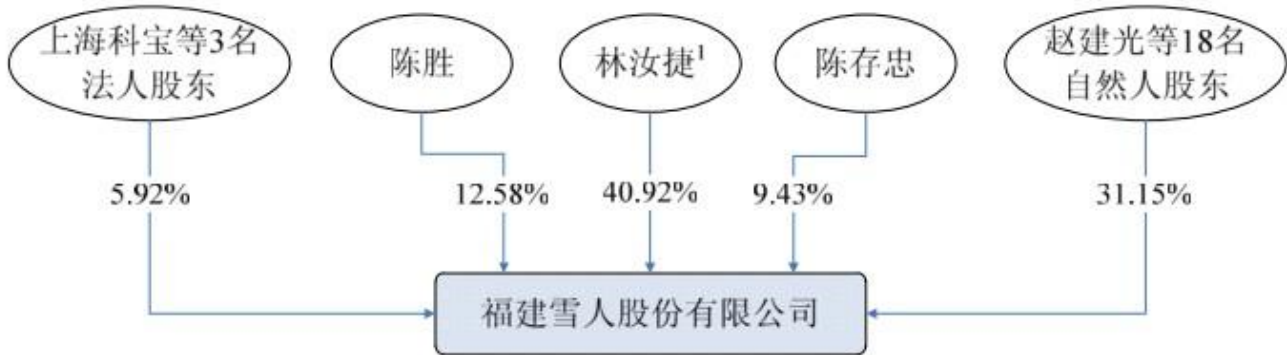 上海科宝等3名
法人股东
陈胜
林汝捷¹
陈存忠
赵建光等18名
自然人股东
5.92%
12.58%
40.92%
9.43%
31.15%
福建雪人股份有限公司